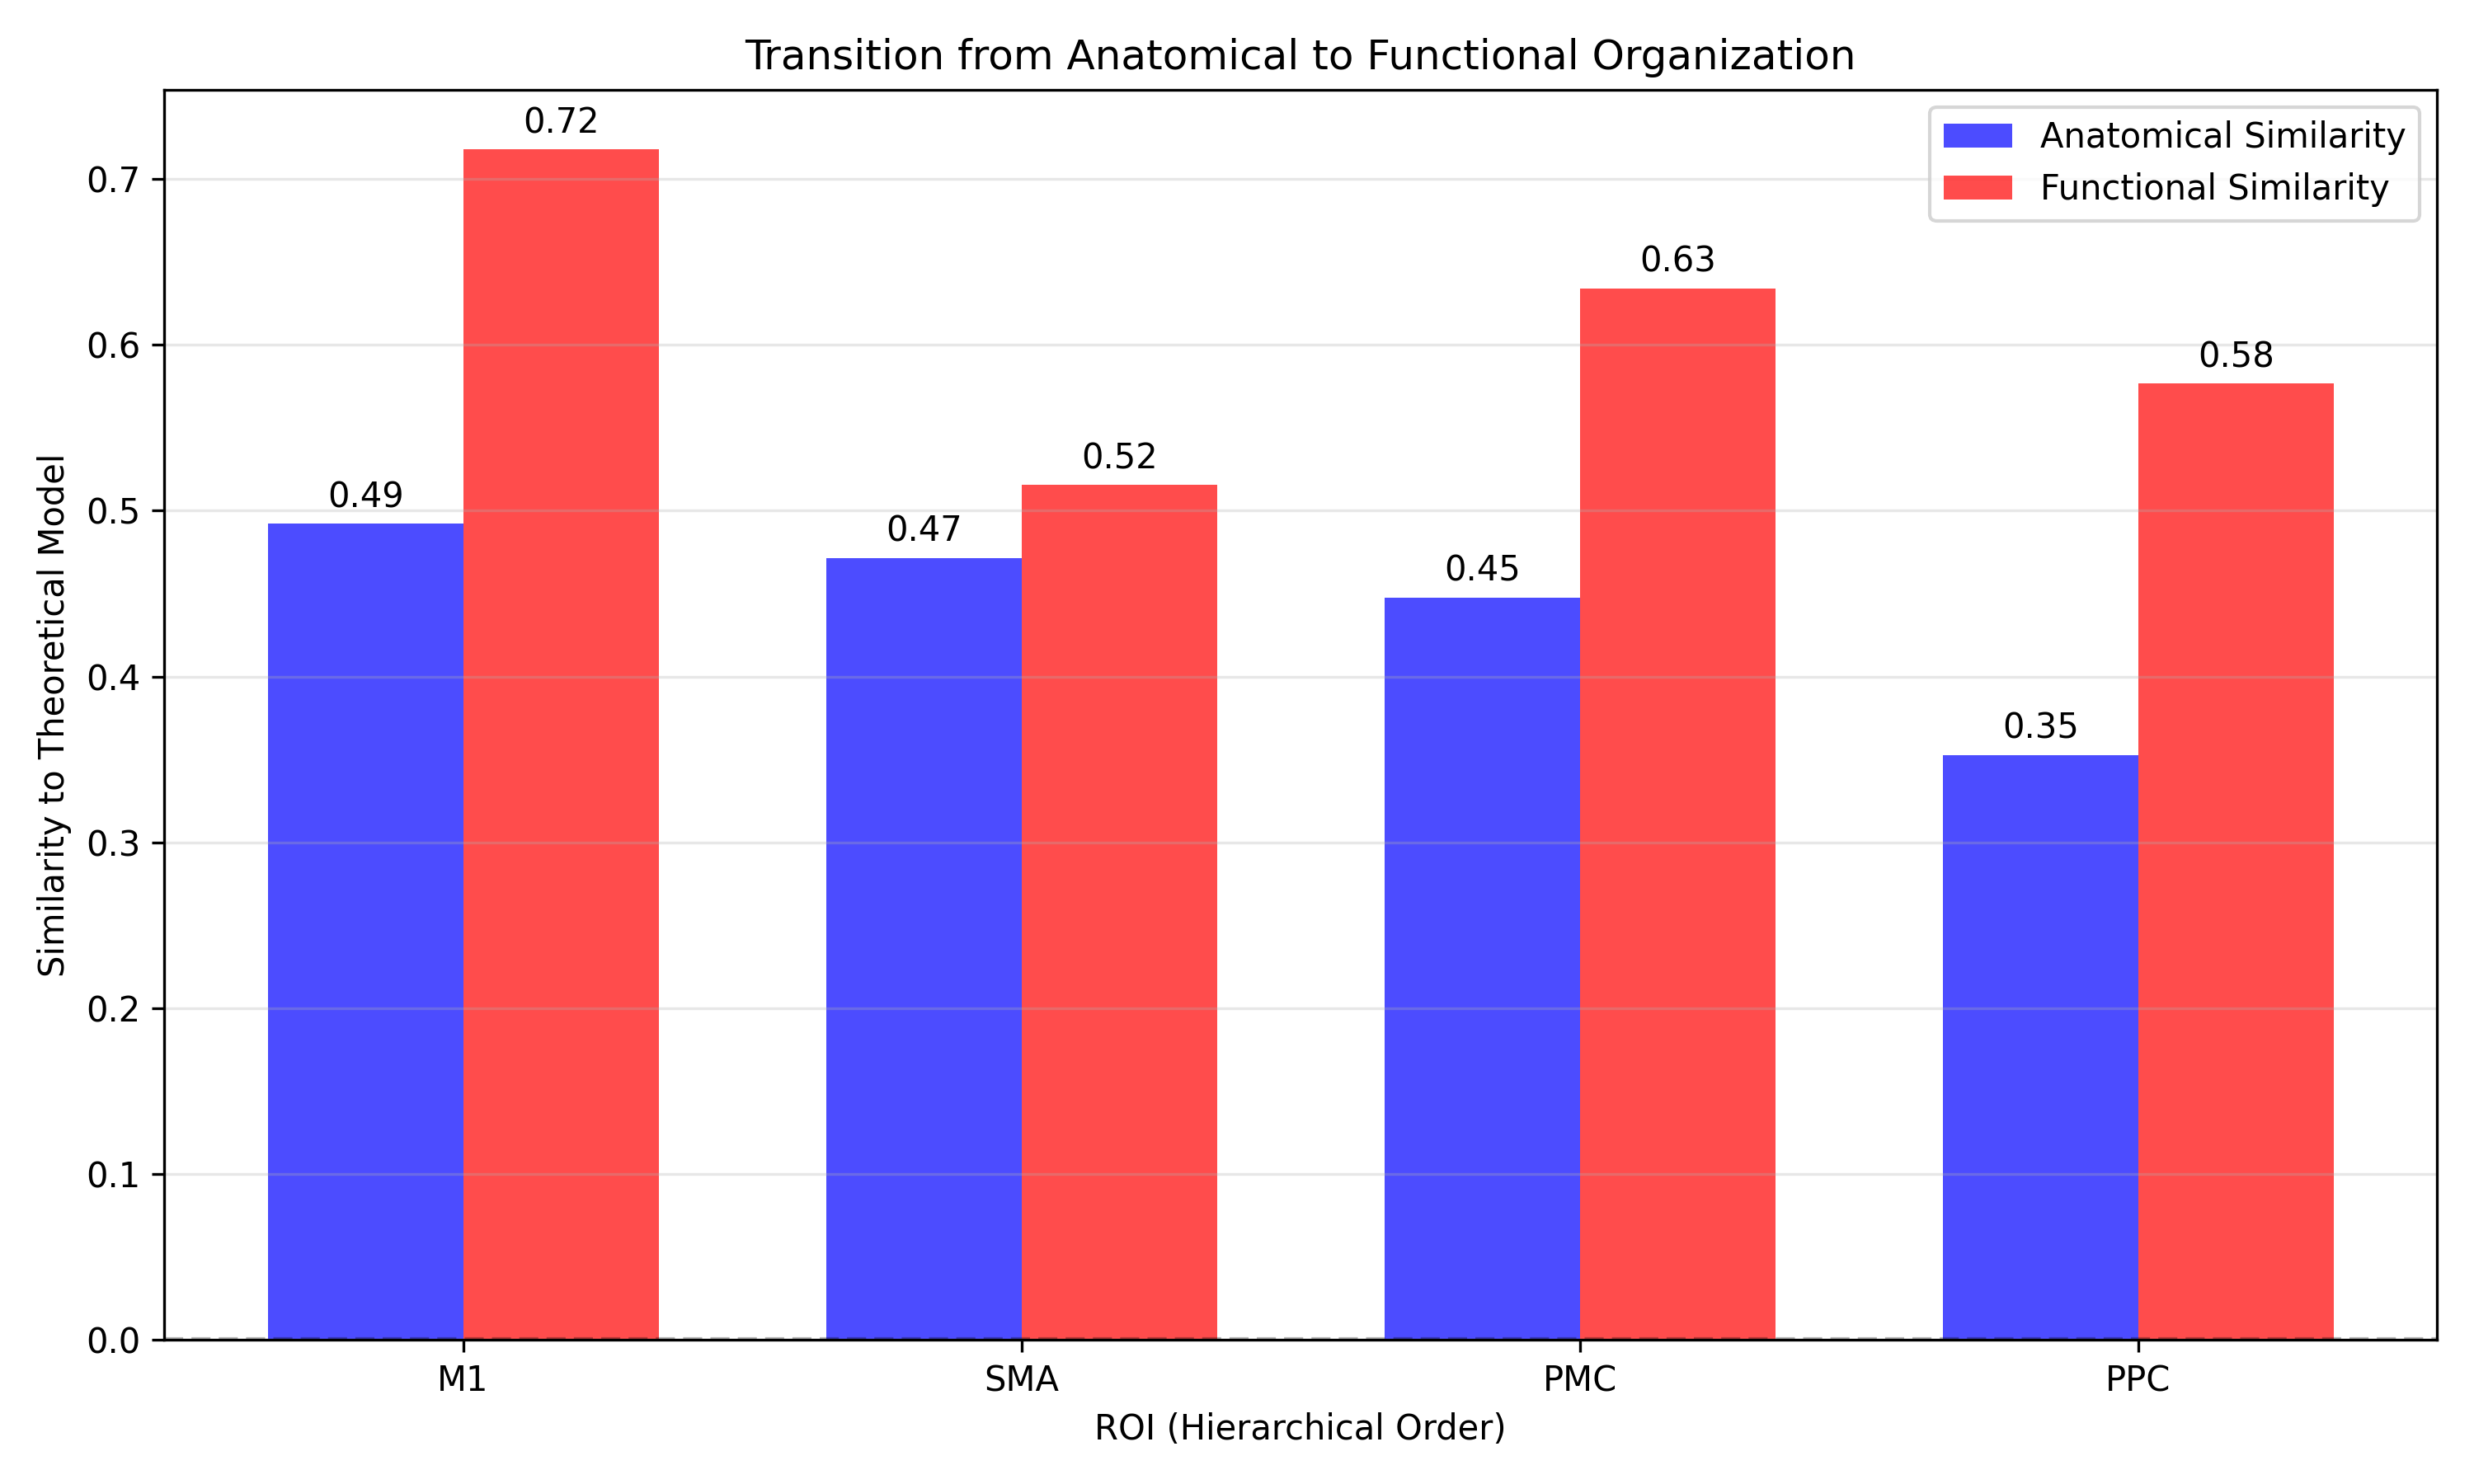 Transition from Anatomical to Functional Organization
Anatomical Similarity
Functional Similarity
Similarity to Theoretical Model
0.7
0.6
0.5
0.4
0.3
0.2
0.1
0.0
0.49
0.72
0.47
0.52
0.45
0.63
0.35
0.58
M1
SMA
PMC
PPC
ROI (Hierarchical Order)